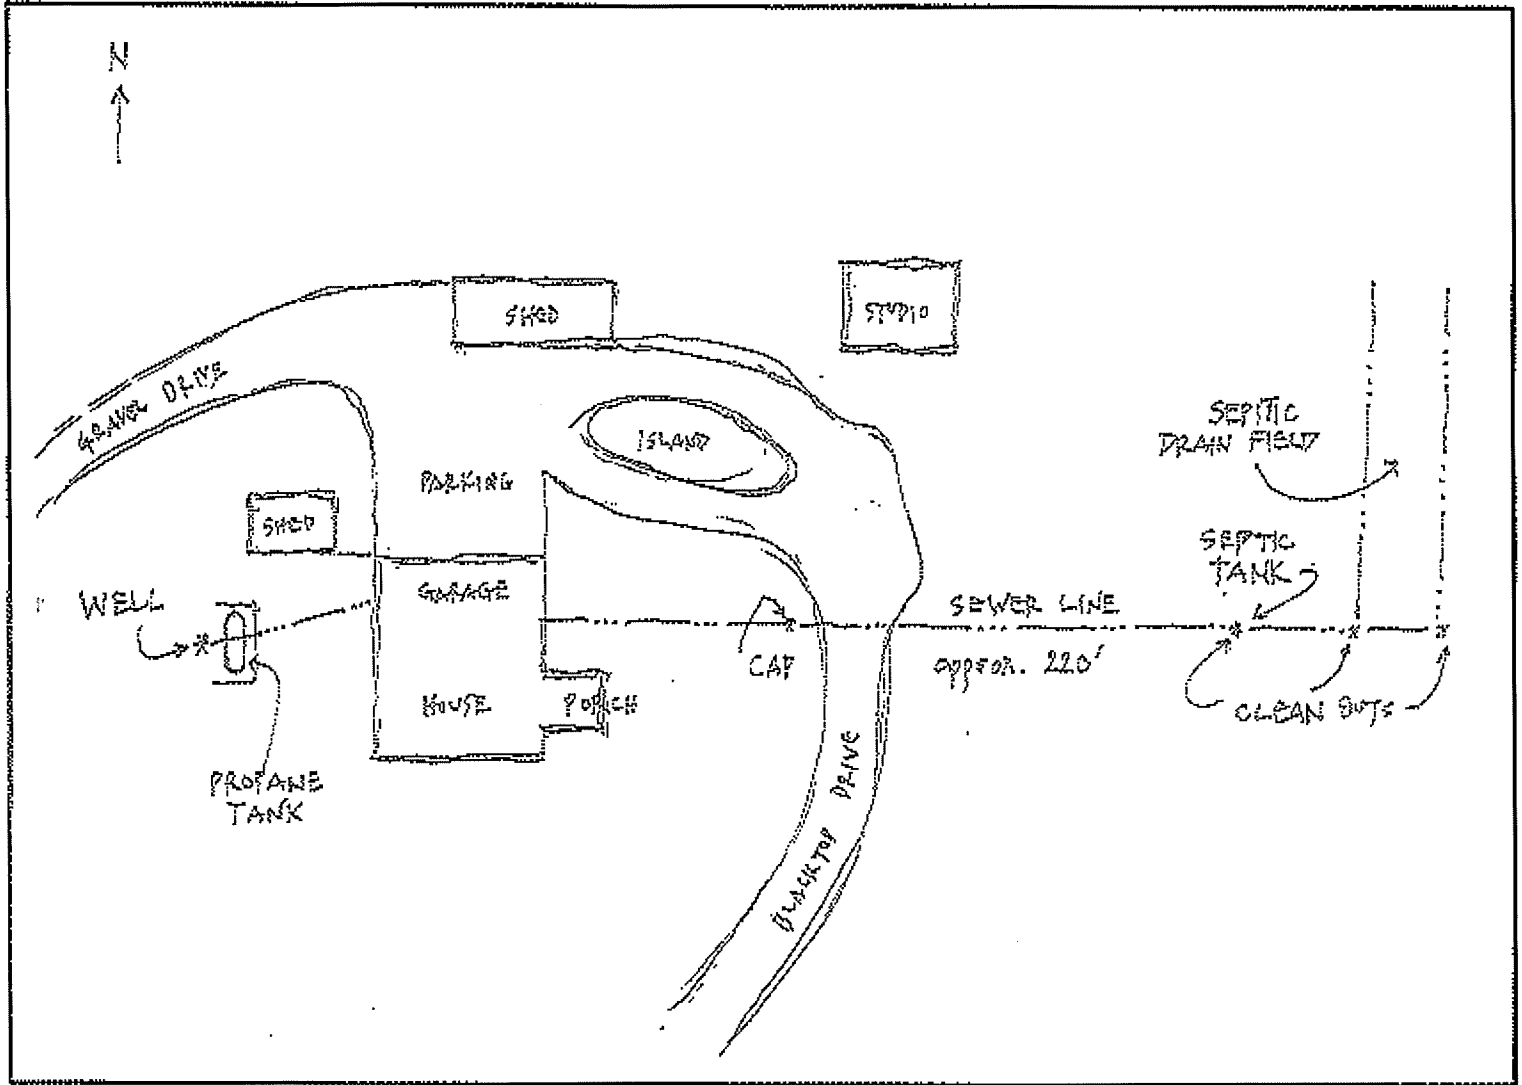 N
SHED
STUDIO
GRAVEL DRIVE
SEPTIC
DRAIN FIELD
ISLAND
PARKING
SHED
SEPTIC
TANK
GARAGE
WELL
SEWER LINE
CAP
approx. 220'
HOUSE
PORCH
CLEAN OUTS
PROPANE
TANK
BLACKTOP DRIVE